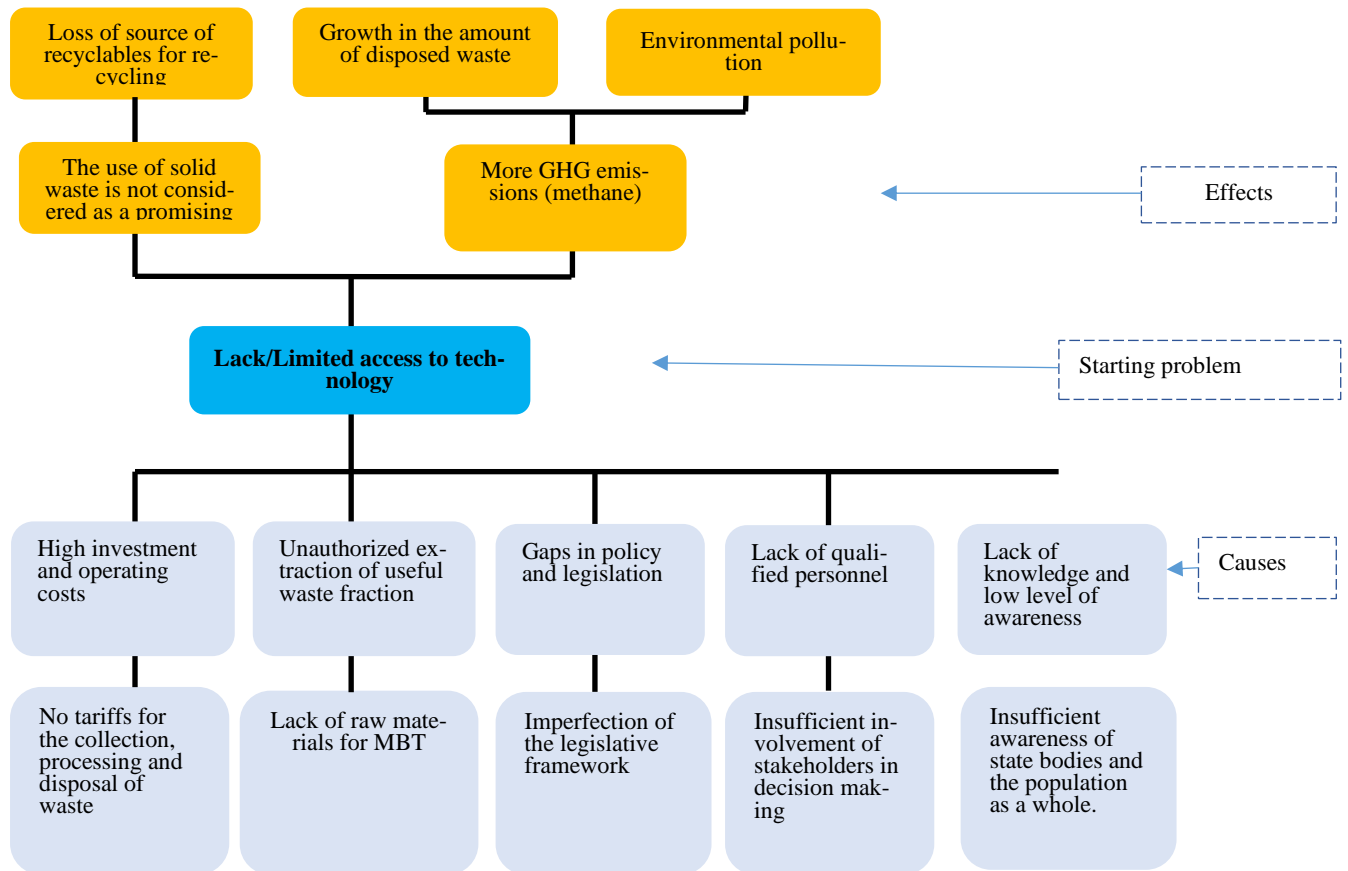 Loss of source of
recyclables for re-
cycling
Growth in the amount
of disposed waste
Environmental pollu-
tion
The use of solid
waste is not consid-
ered as a promising
More GHG emis-
sions (methane)
Effects
Lack/Limited access to tech-
nology
Starting problem
High investment
and operating
costs
Unauthorized ex-
traction of useful
waste fraction
Gaps in policy
and legislation
Lack of quali-
fied personnel
Lack of
knowledge and
low level of
awareness
Causes
No tariffs for
the collection,
processing and
disposal of
waste
Lack of raw mate-
rials for MBT
Imperfection of
the legislative
framework
Insufficient in-
volvement of
stakeholders in
decision mak-
ing
Insufficient
awareness of
state bodies and
the population
as a whole.